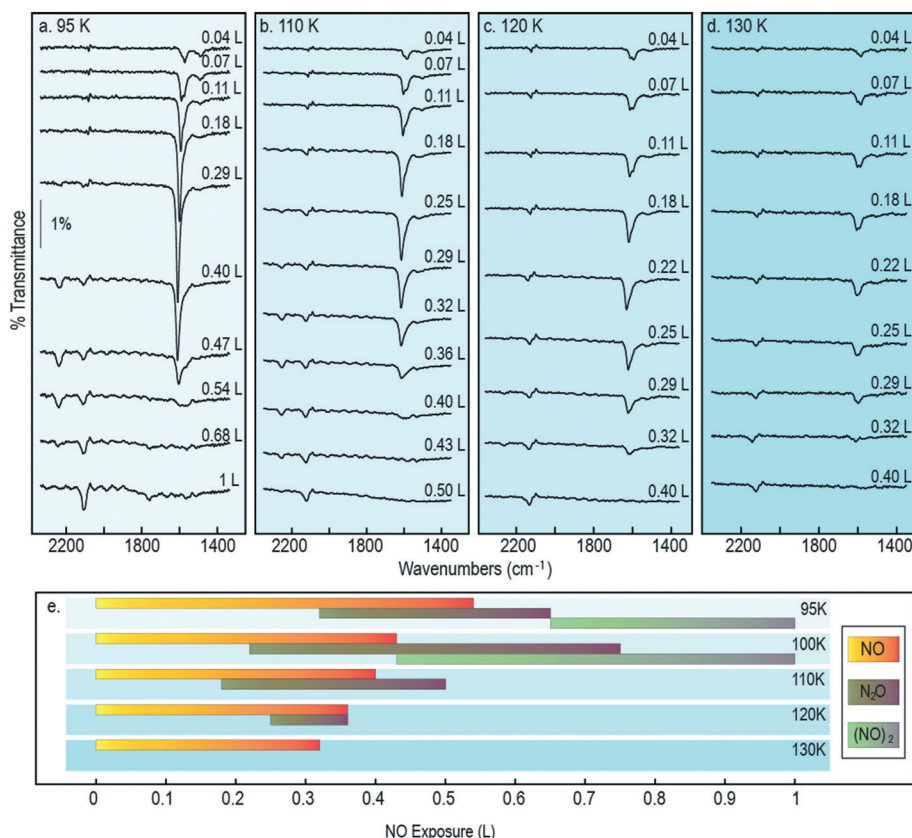 a. 95 K
0.04 L
0.07 L
0.11 L
0.18 L
0.29 L
1%
0.40 L
0.47 L
0.54 L
0.68 L
1 L
b. 110 K
0.04 L
0.07 L
0.11 L
0.18 L
0.25 L
0.29 L
0.32 L
0.36 L
0.40 L
0.43 L
0.50 L
c. 120 K
0.04 L
0.07 L
0.11 L
0.18 L
0.22 L
0.25 L
0.29 L
0.32 L
0.40 L
d. 130 K
0.04 L
0.07 L
0.11 L
0.18 L
0.22 L
0.25 L
0.29 L
0.32 L
0.40 L
% Transmittance
2200 1800 1400
2200 1800 1400
2200 1800 1400
2200 1800 1400
Wavenumbers (cm⁻¹)
e.
95K
100K
110K
120K
130K
NO
N₂O
(NO)₂
0 0.1 0.2 0.3 0.4 0.5 0.6 0.7 0.8 0.9 1
NO Exposure (L)